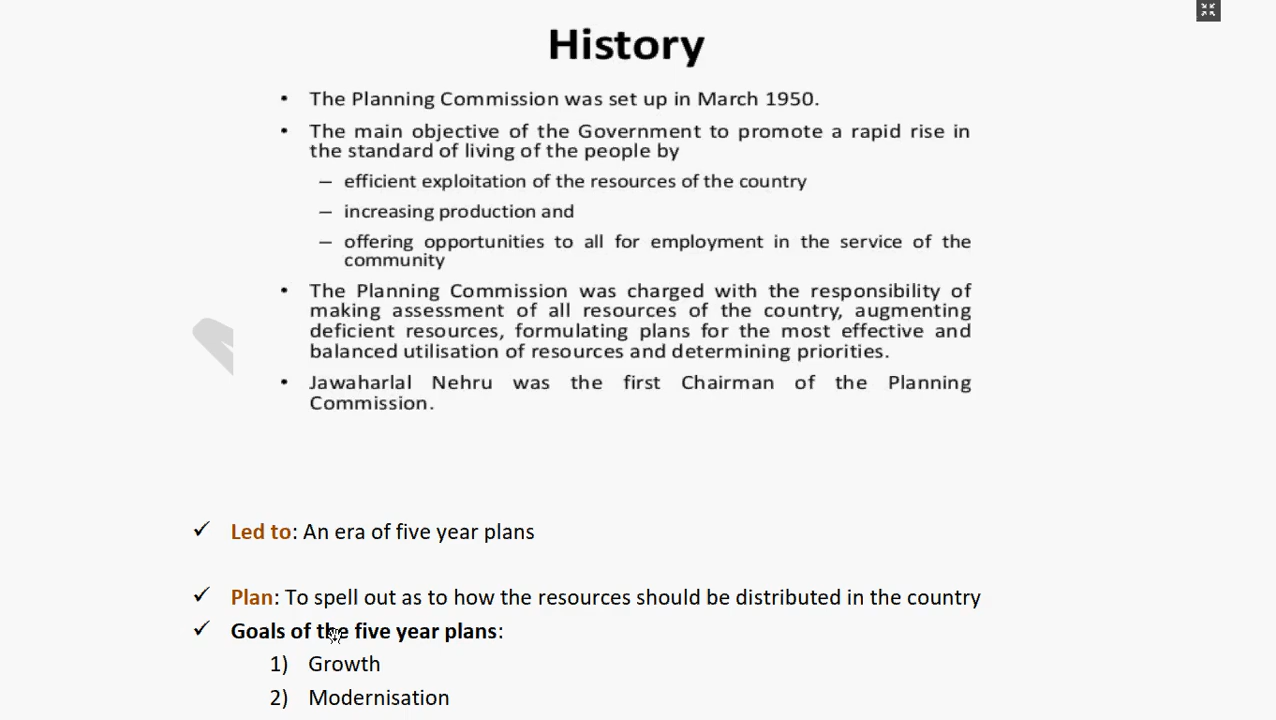 History
• The Planning Commission was set up in March 1950.
• The main objective of the Government to promote a rapid rise in
the standard of living of the people by
– efficient exploitation of the resources of the country
– increasing production and
– offering opportunities to all for employment in the service of the
community
• The Planning Commission was charged with the responsibility of
making assessment of all resources of the country, augmenting
deficient resources, formulating plans for the most effective and
balanced utilisation of resources and determining priorities.
• Jawaharlal Nehru was the first Chairman of the Planning
Commission.
✓ Led to: An era of five year plans
✓ Plan: To spell out as to how the resources should be distributed in the country
✓ Goals of the five year plans:
1) Growth
2) Modernisation